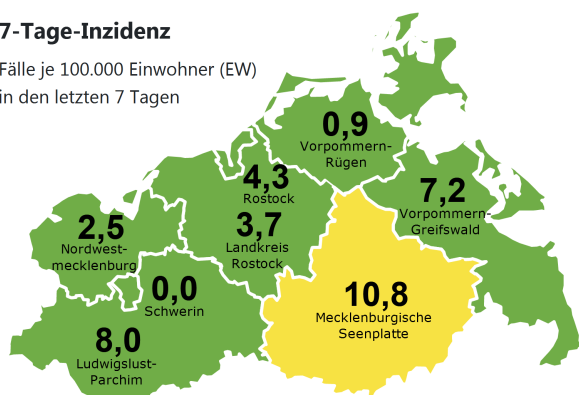 7-Tage-Inzidenz
Fälle je 100.000 Einwohner (EW)
in den letzten 7 Tagen
0,9
Vorpommern-
Rügen
4,3
Rostock
7,2
Vorpommern-
Greifswald
2,5
Nordwest-
mecklenburg
3,7
Landkreis
Rostock
0,0
Schwerin
10,8
Mecklenburgische
Seenplatte
8,0
Ludwigslust-
Parchim